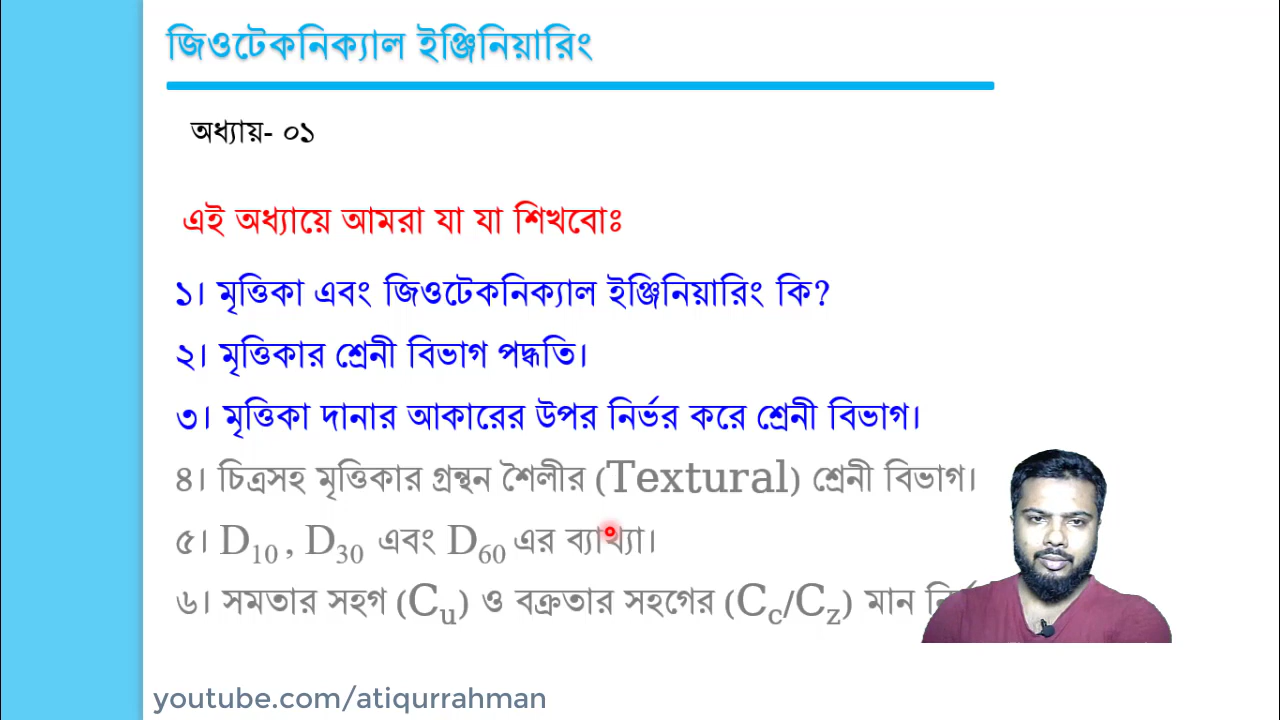 জিওটেকনিক্যাল ইঞ্জিনিয়ারিং
অধ্যায়- ০১
এই অধ্যায়ে আমরা যা যা শিখবোঃ
১। মৃত্তিকা এবং জিওটেকনিক্যাল ইঞ্জিনিয়ারিং কি?
২। মৃত্তিকার শ্রেনী বিভাগ পদ্ধতি।
৩। মৃত্তিকা দানার আকারের উপর নির্ভর করে শ্রেনী বিভাগ।
৪। চিত্রসহ মৃত্তিকার গ্রন্থন শৈলীর (Textural) শ্রেনী বিভাগ।
৫। D10 , D30 এবং D60 এর ব্যাখ্যা।
৬। সমতার সহগ (Cu) ও বক্রতার সহগের (Cc/Cz) মান
youtube.com/atiqurrahman